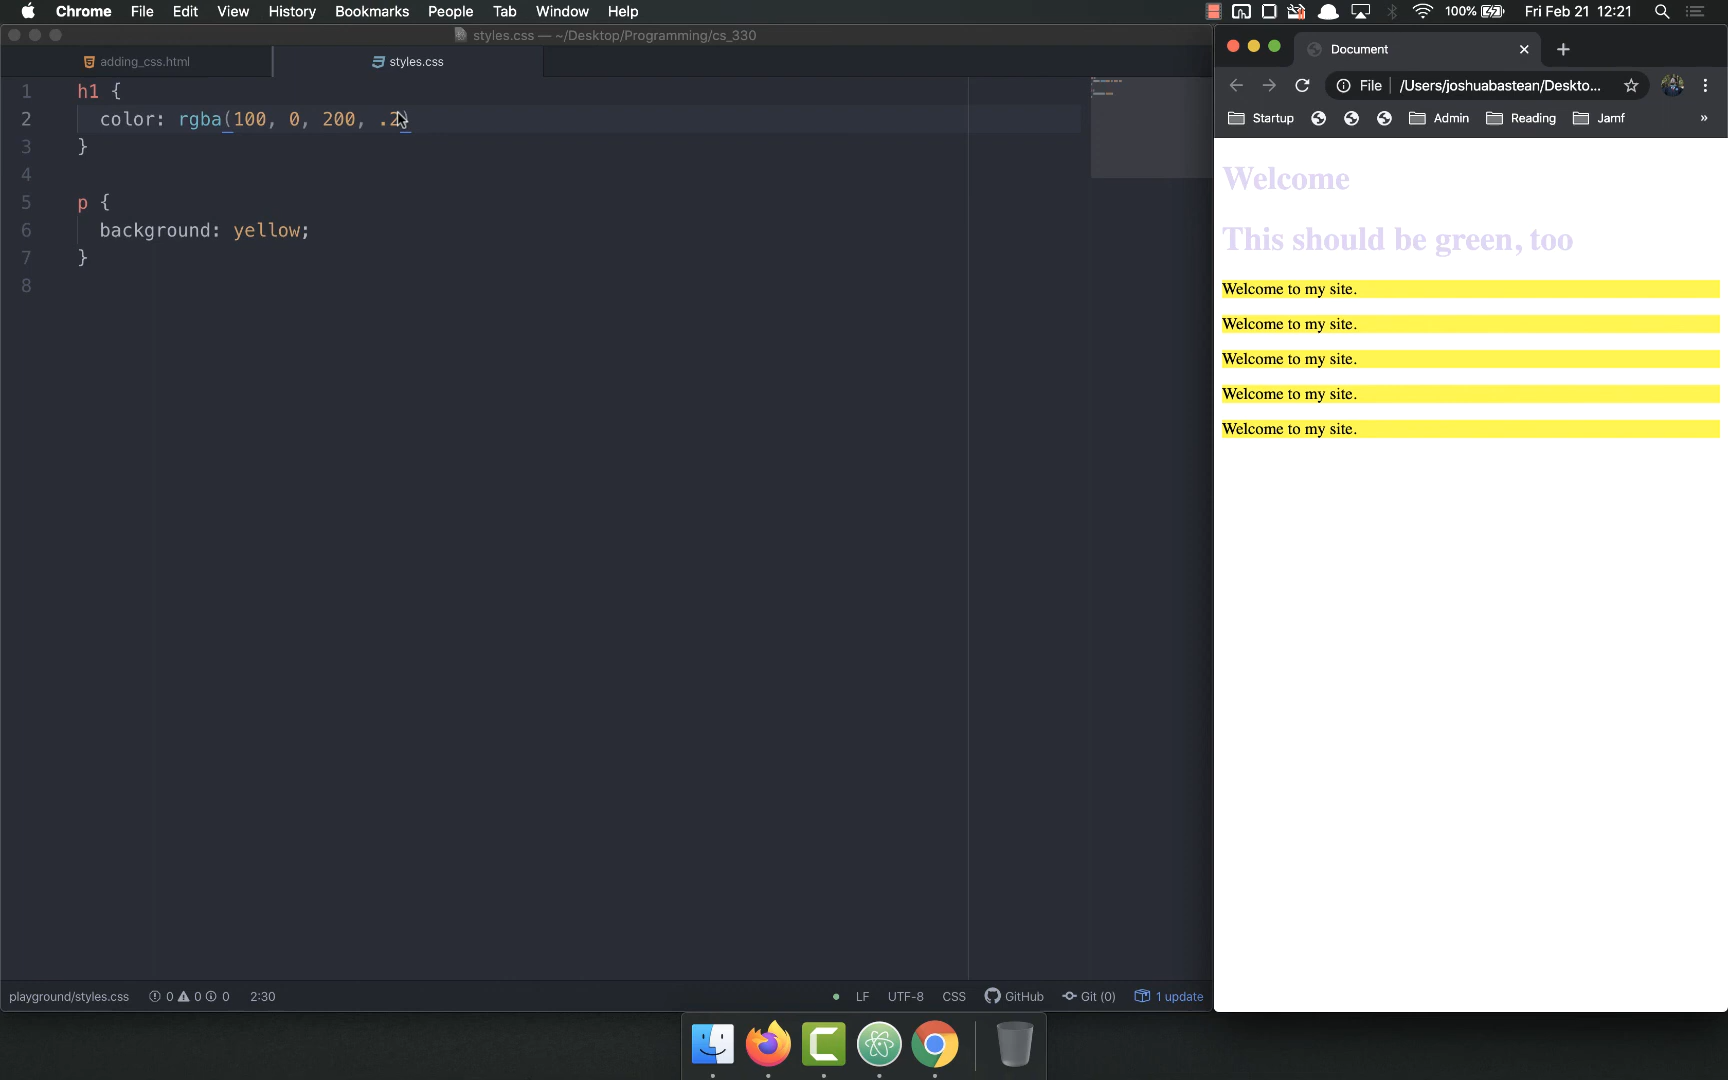 Chrome File Edit View History Bookmarks People Tab Window Help 100% Fri Feb 21 12:21
styles.css — ~/Desktop/Programming/cs_330
adding_css.html styles.css
1 h1 {
2 color: rgba(100, 0, 200, .2)
3 }
4
5 p {
6 background: yellow;
7 }
8
playground/styles.css 0 0 0 2:30 LF UTF-8 CSS GitHub Git (0) 1 update
Document
File /Users/joshuabastean/Deskto...
Startup Admin Reading Jamf »
Welcome
This should be green, too
Welcome to my site.
Welcome to my site.
Welcome to my site.
Welcome to my site.
Welcome to my site.